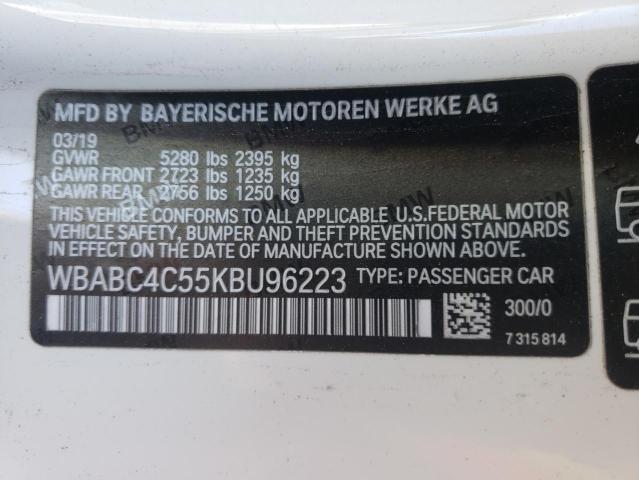 MFD BY BAYERISCHE MOTOREN WERKE AG
03/19
GVWR 5280 lbs 2395 kg
GAWR FRONT 2723 lbs 1235 kg
GAWR REAR 2756 lbs 1250 kg
THIS VEHICLE CONFORMS TO ALL APPLICABLE U.S.FEDERAL MOTOR
VEHICLE SAFETY, BUMPER AND THEFT PREVENTION STANDARDS
IN EFFECT ON THE DATE OF MANUFACTURE SHOWN ABOVE.
WBABC4C55KBU96223 TYPE: PASSENGER CAR
300/0
7 315 814